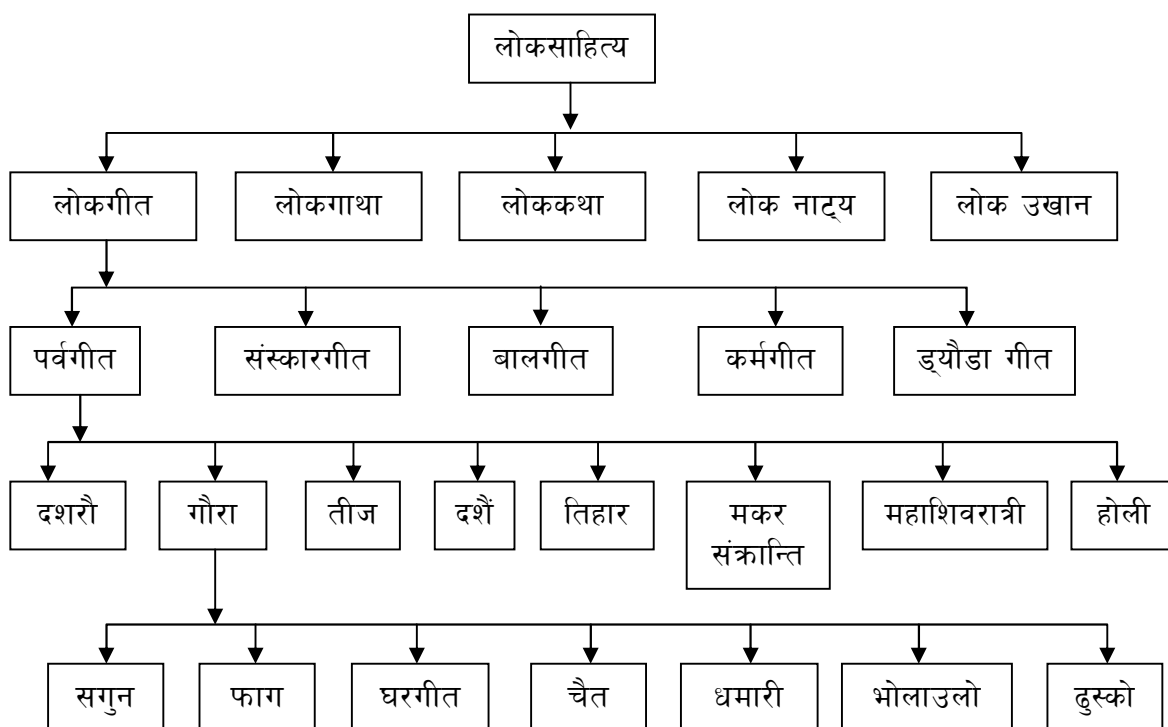 लोकसाहित्य
लोकगीत लोकगाथा लोककथा लोक नाट्य लोक उखान
पर्वगीत संस्कारगीत बालगीत कर्मगीत ड्यौडा गीत
दशरौ गौरा तीज दशैं तिहार मकर महाशिवरात्री होली
संक्रान्ति
सगुन फाग घरगीत चैत धमारी भोलाउलो ढुस्को